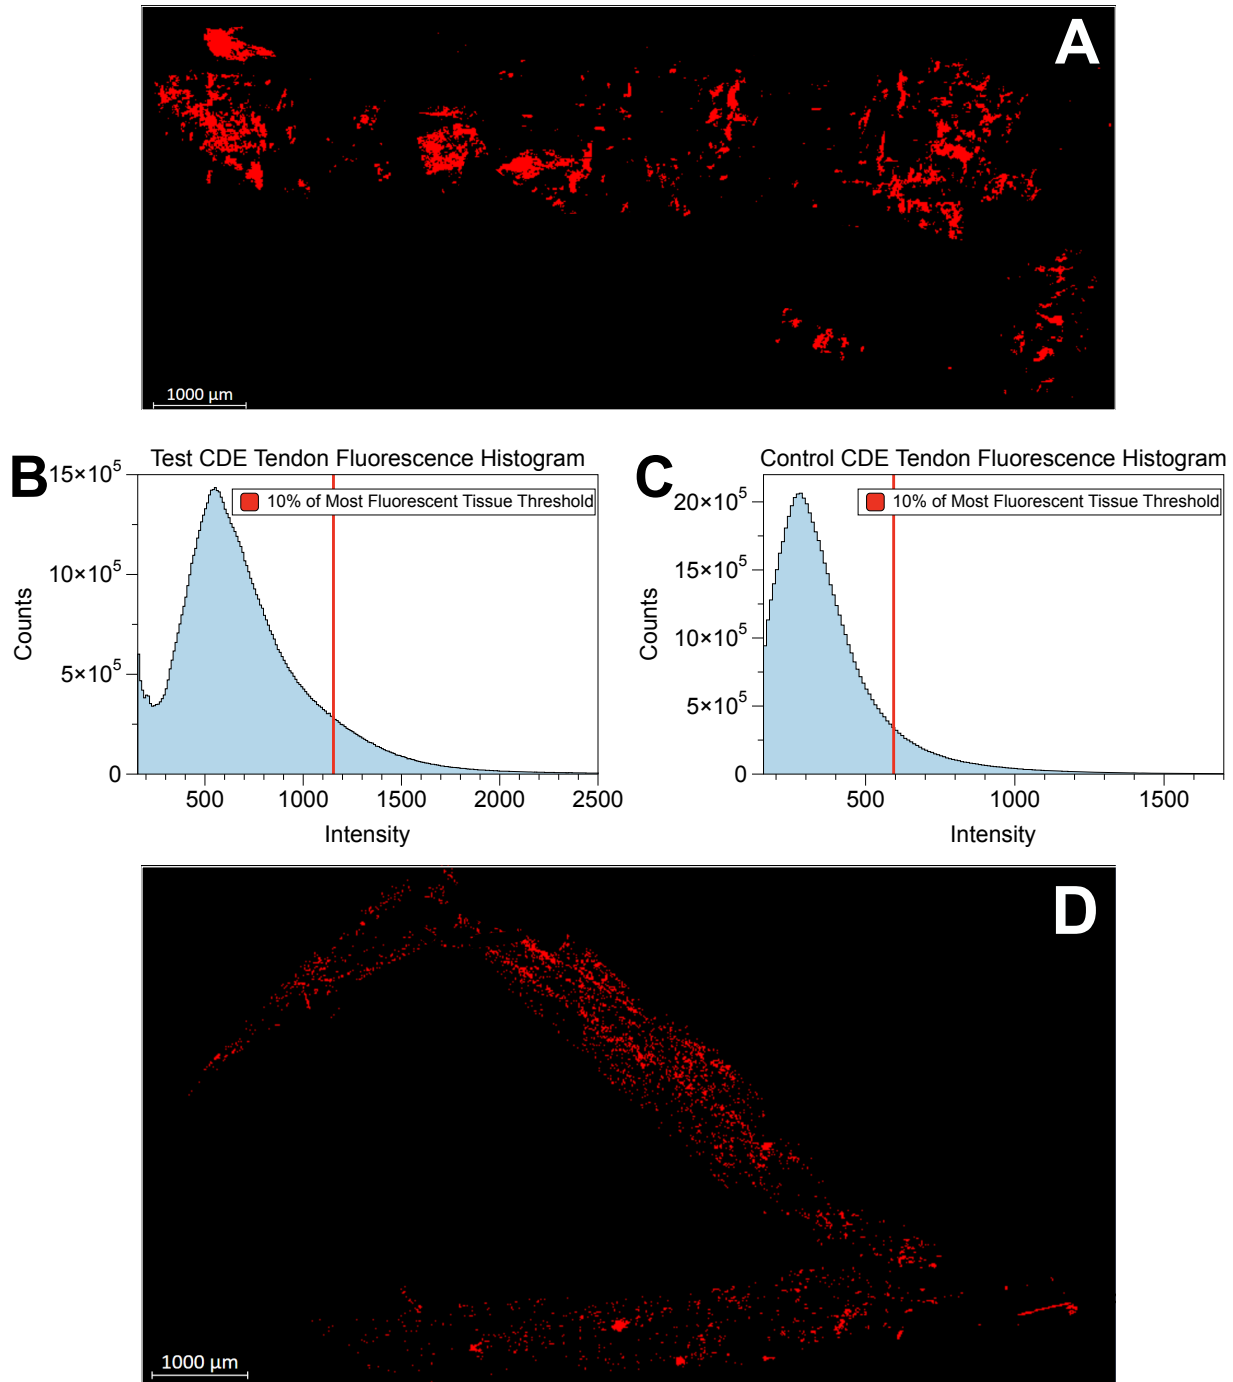 A
1000 µm
B
Test CDE Tendon Fluorescence Histogram
10% of Most Fluorescent Tissue Threshold
15×10⁵
10×10⁵
5×10⁵
0
Counts
500 1000 1500 2000 2500
Intensity
C
Control CDE Tendon Fluorescence Histogram
10% of Most Fluorescent Tissue Threshold
20×10⁵
15×10⁵
10×10⁵
5×10⁵
0
Counts
500 1000 1500
Intensity
D
1000 µm